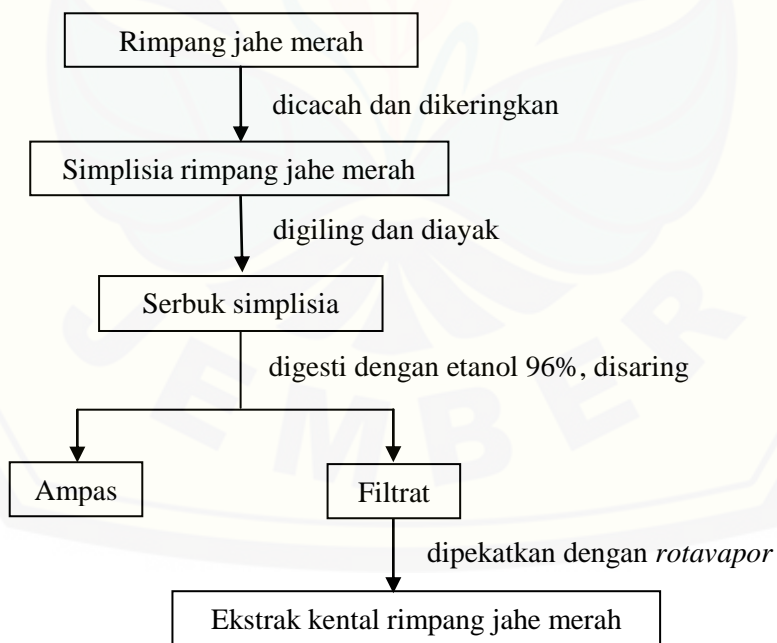 Rimpang jahe merah
dicacah dan dikeringkan
Simplisia rimpang jahe merah
digiling dan diayak
Serbuk simplisia
digesti dengan etanol 96%, disaring
Ampas
Filtrat
dipekatkan dengan rotavapor
Ekstrak kental rimpang jahe merah
JEMBER